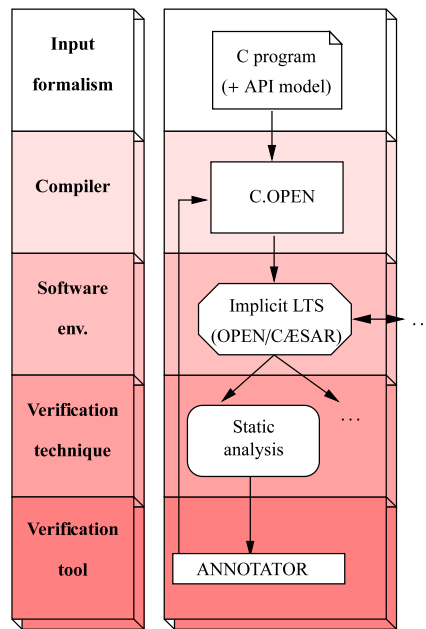 Input
formalism
C program
(+ API model)
Compiler
C.OPEN
Software
env.
Implicit LTS
(OPEN/CÆSAR)
...
Verification
technique
Static
analysis
...
Verification
tool
ANNOTATOR